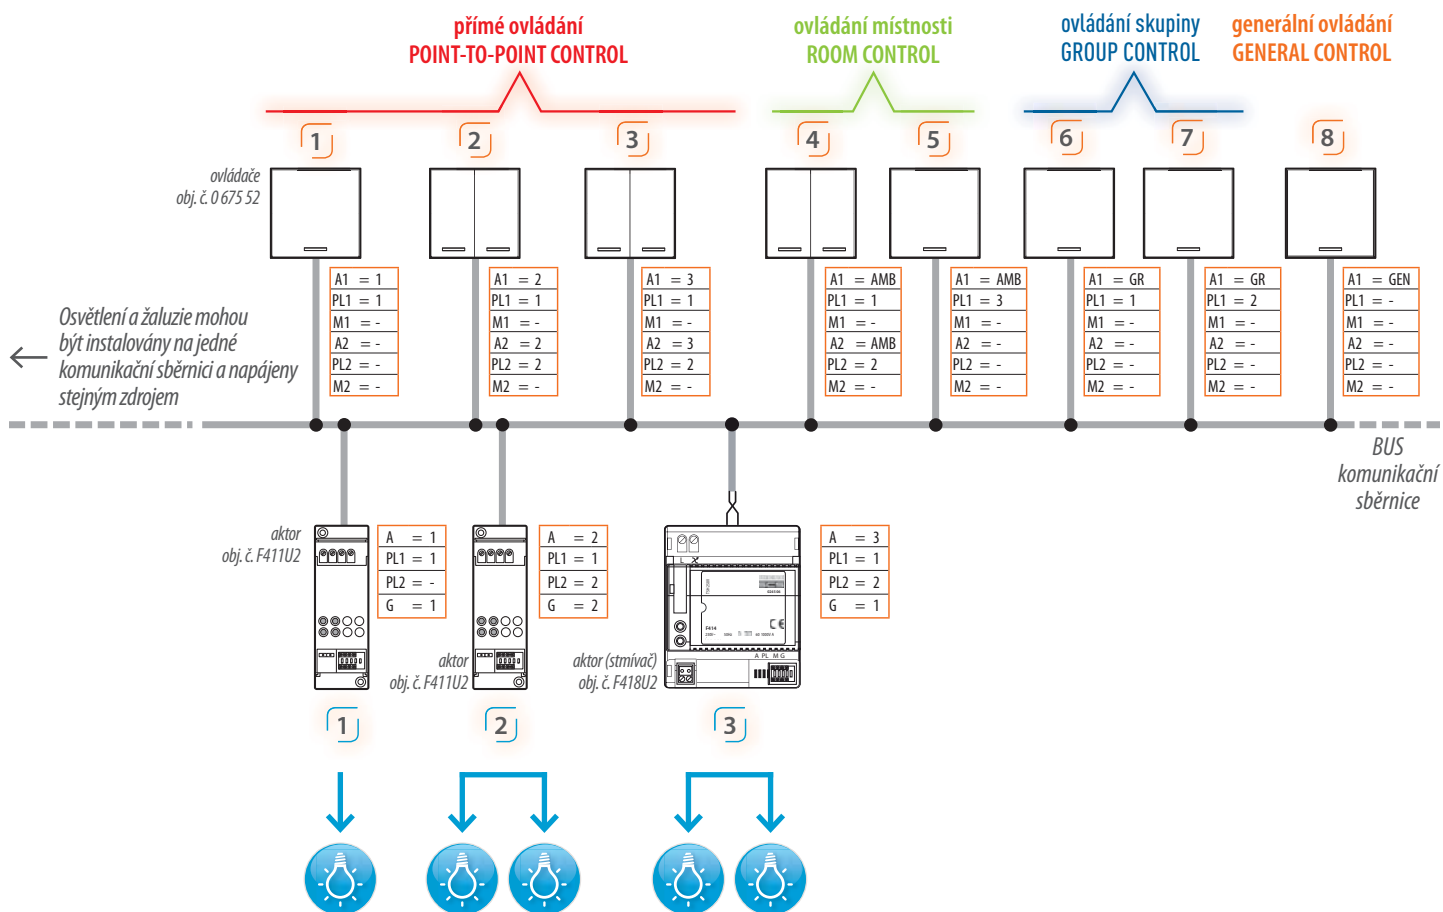 přímé ovládání
POINT-TO-POINT CONTROL
ovládání místnosti
ROOM CONTROL
ovládání skupiny
GROUP CONTROL
generální ovládání
GENERAL CONTROL
1
2
3
4
5
6
7
8
ovládače
obj. č. 0 675 52
A1 = 1
PL1 = 1
M1 = -
A2 = -
PL2 = -
M2 = -
A1 = 2
PL1 = 1
M1 = -
A2 = 2
PL2 = 2
M2 = -
A1 = 3
PL1 = 1
M1 = -
A2 = 3
PL2 = 2
M2 = -
A1 = AMB
PL1 = 1
M1 = -
A2 = AMB
PL2 = 2
M2 = -
A1 = AMB
PL1 = 3
M1 = -
A2 = -
PL2 = -
M2 = -
A1 = GR
PL1 = 1
M1 = -
A2 = -
PL2 = -
M2 = -
A1 = GR
PL1 = 2
M1 = -
A2 = -
PL2 = -
M2 = -
A1 = GEN
PL1 = -
M1 = -
A2 = -
PL2 = -
M2 = -
Osvětlení a žaluzie mohou
být instalovány na jedné
komunikační sběrnici a napájeny
stejným zdrojem
BUS
komunikační
sběrnice
aktor
obj. č. F411U2
A = 1
PL1 = 1
PL2 = -
G = 1
aktor
obj. č. F411U2
A = 2
PL1 = 1
PL2 = 2
G = 2
aktor (stmívač)
obj. č. F418U2
L
F414
230V~
50Hz
A PL M G
A = 3
PL1 = 1
PL2 = 2
G = 1
1
2
3